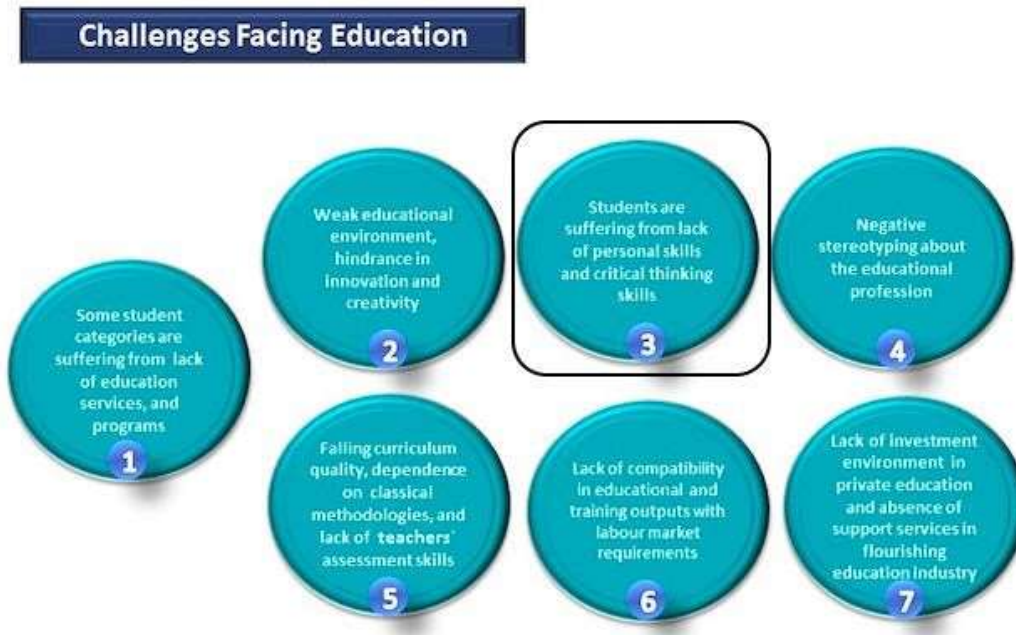 Challenges Facing Education
Some student
categories are
suffering from lack
of education
services, and
programs
1
Weak educational
environment,
hindrance in
innovation and
creativity
2
Students are
suffering from lack
of personal skills
and critical thinking
skills
3
Negative
stereotyping about
the educational
profession
4
Falling curriculum
quality, dependence
on classical
methodologies, and
lack of teachers'
assessment skills
5
Lack of compatibility
in educational and
training outputs with
labour market
requirements
6
Lack of investment
environment in
private education
and absence of
support services in
flourishing
education industry
7